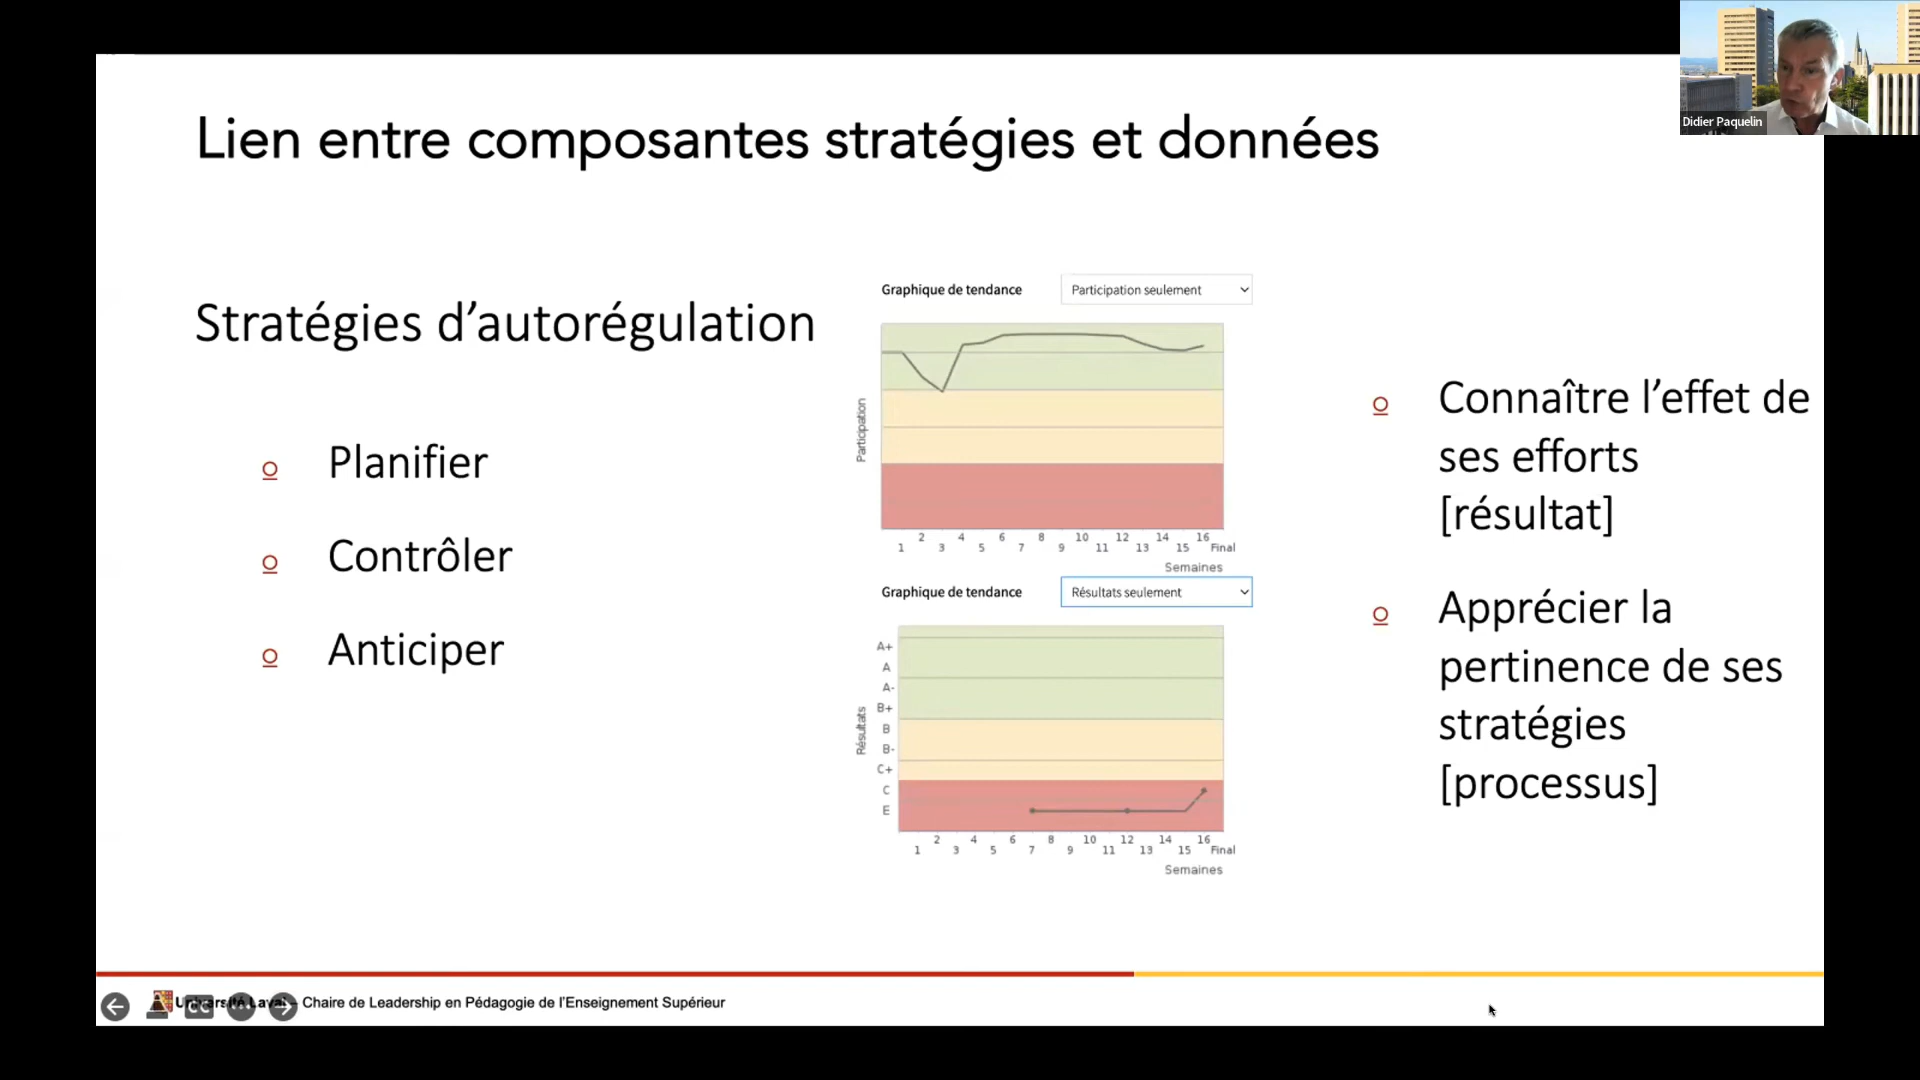 Didier Paquelin
Lien entre composantes stratégies et données
Stratégies d’autorégulation
o Planifier
o Contrôler
o Anticiper
Graphique de tendance
Participation seulement
Participation
1 2 3 4 5 6 7 8 9 10 11 12 13 14 15 16 Final
Semaines
Graphique de tendance
Résultats seulement
Résultats
A+
A
A-
B+
B
B-
C+
C
E
1 2 3 4 5 6 7 8 9 10 11 12 13 14 15 16 Final
Semaines
o Connaître l’effet de
ses efforts
[résultat]
o Apprécier la
pertinence de ses
stratégies
[processus]
CC
Université Laval – Chaire de Leadership en Pédagogie de l’Enseignement Supérieur